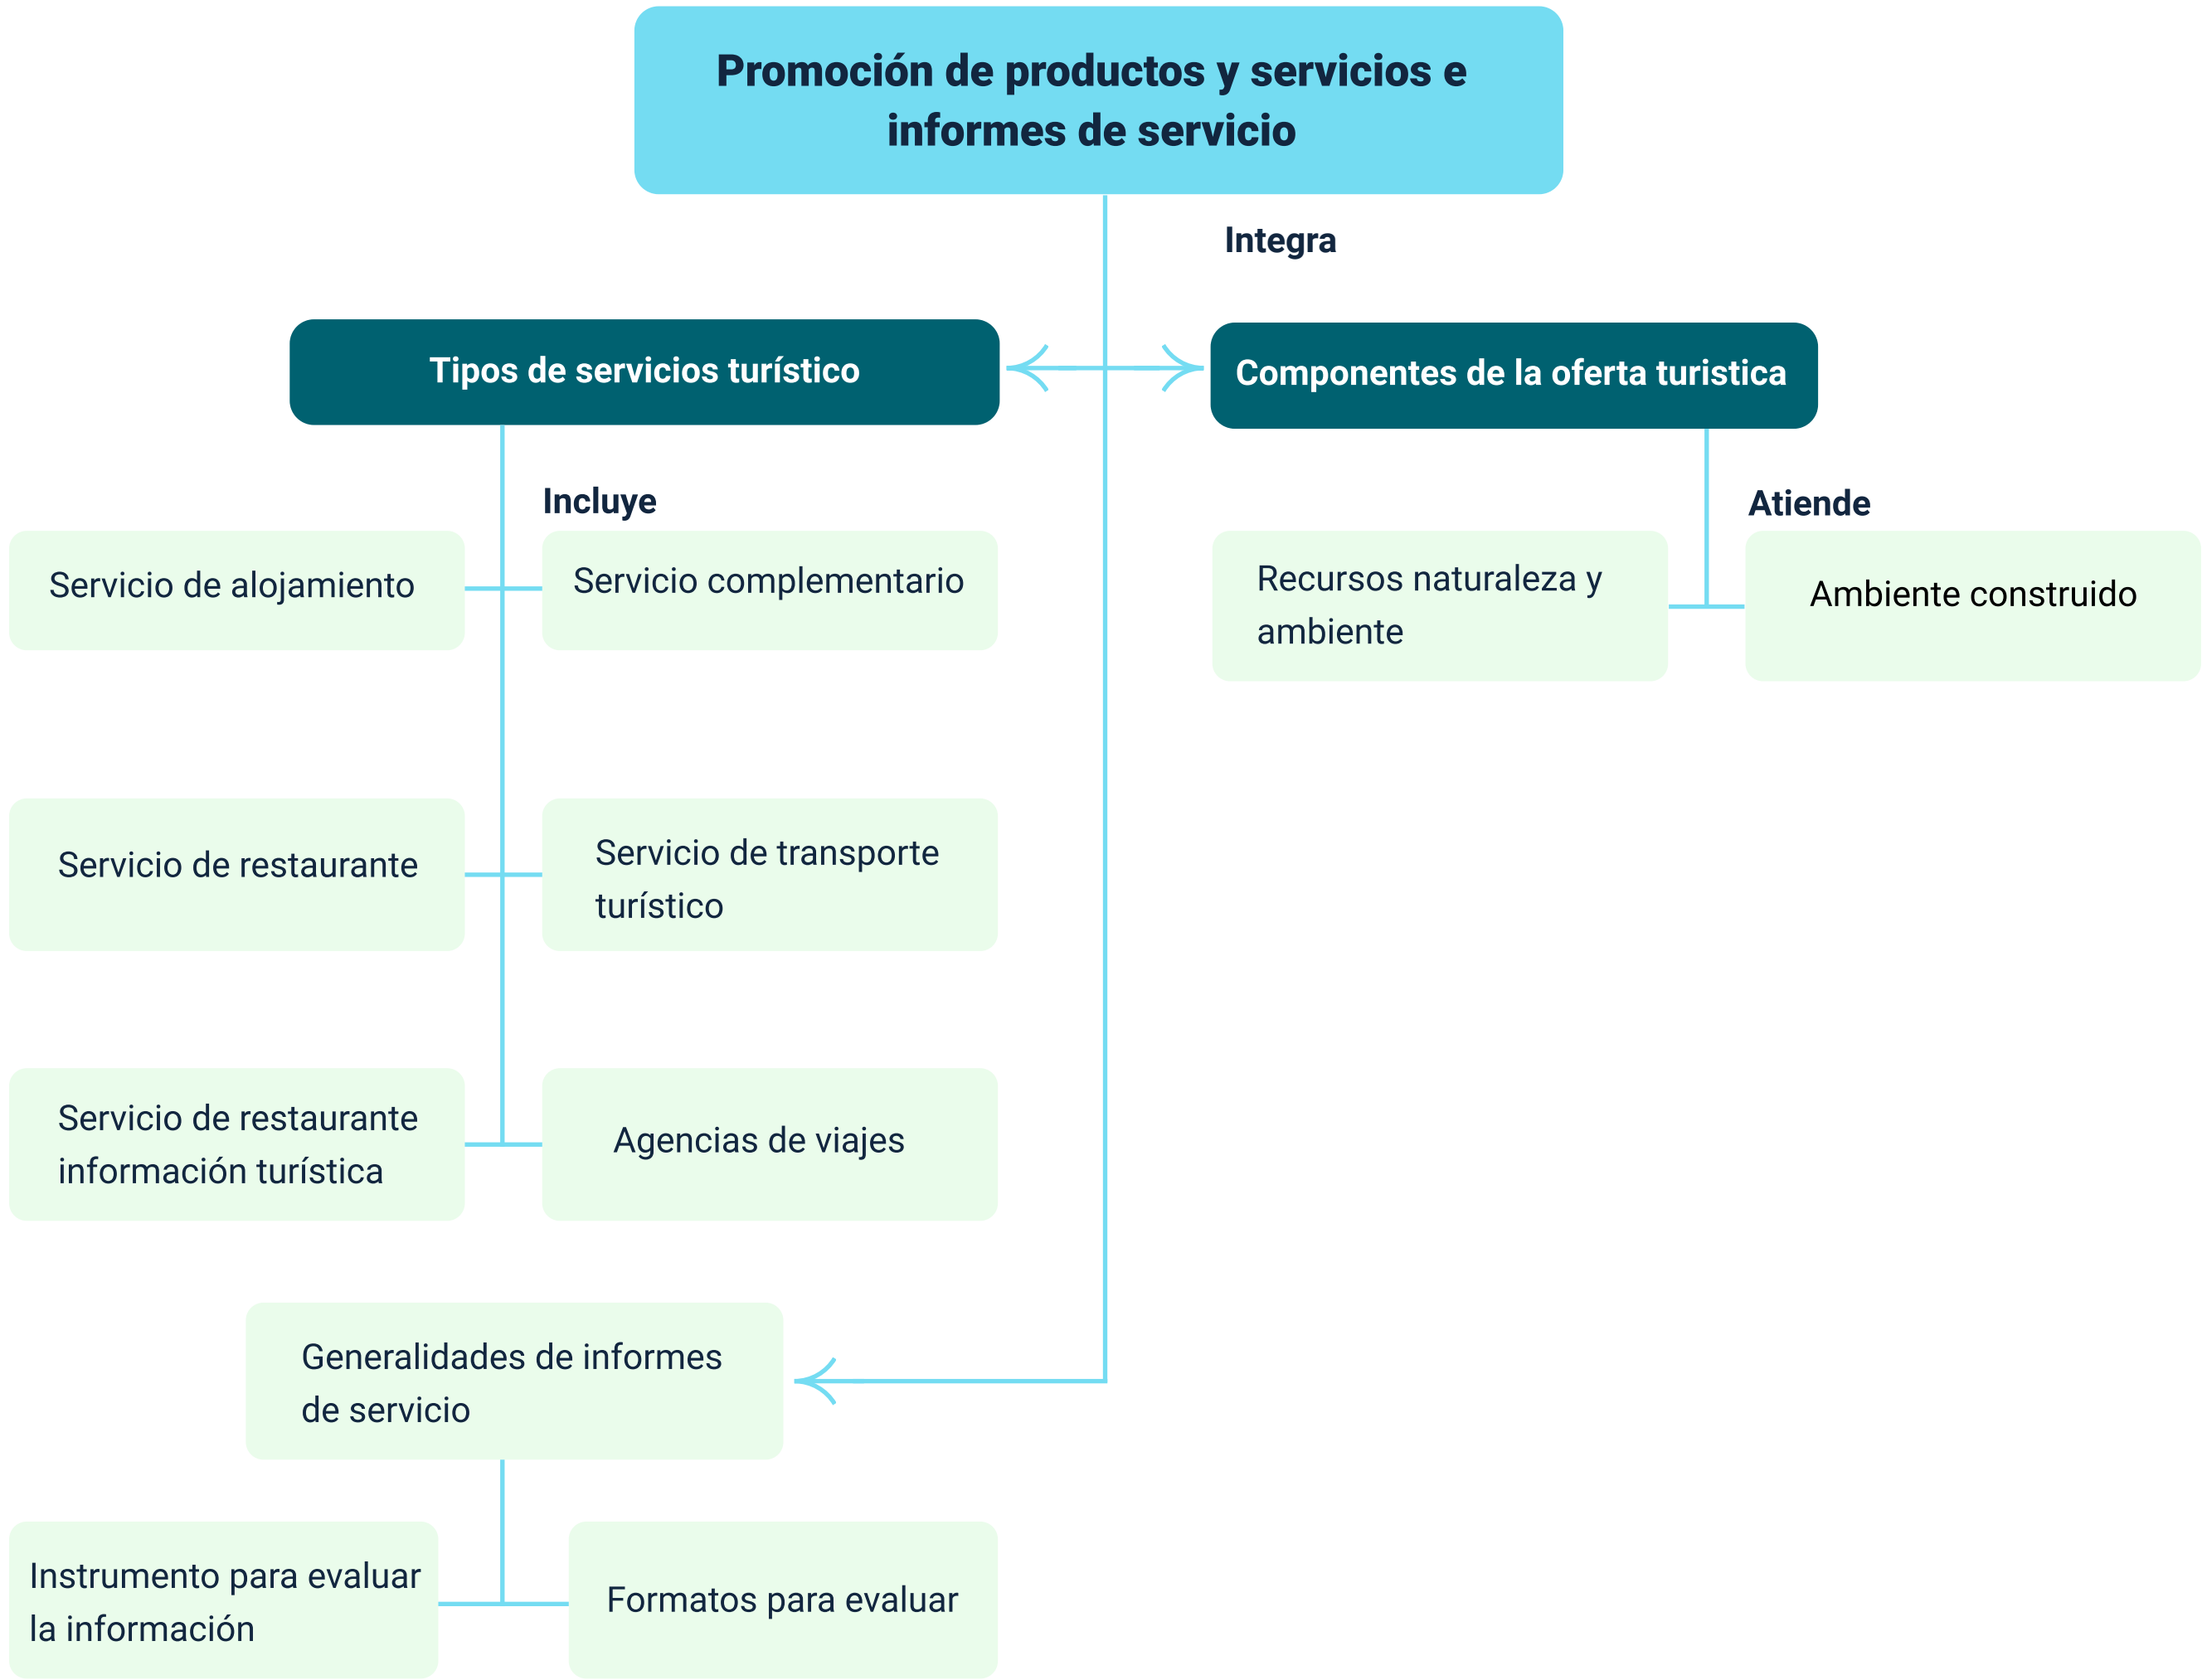 Promoción de productos y servicios e
informes de servicio
Integra
Tipos de servicios turístico
Componentes de la oferta turistica
Incluye
Atiende
Servicio de alojamiento
Servicio complementario
Recursos naturaleza y
ambiente
Ambiente construido
Servicio de restaurante
Servicio de transporte
turístico
Servicio de restaurante
información turística
Agencias de viajes
Generalidades de informes
de servicio
Instrumento para evaluar
la información
Formatos para evaluar